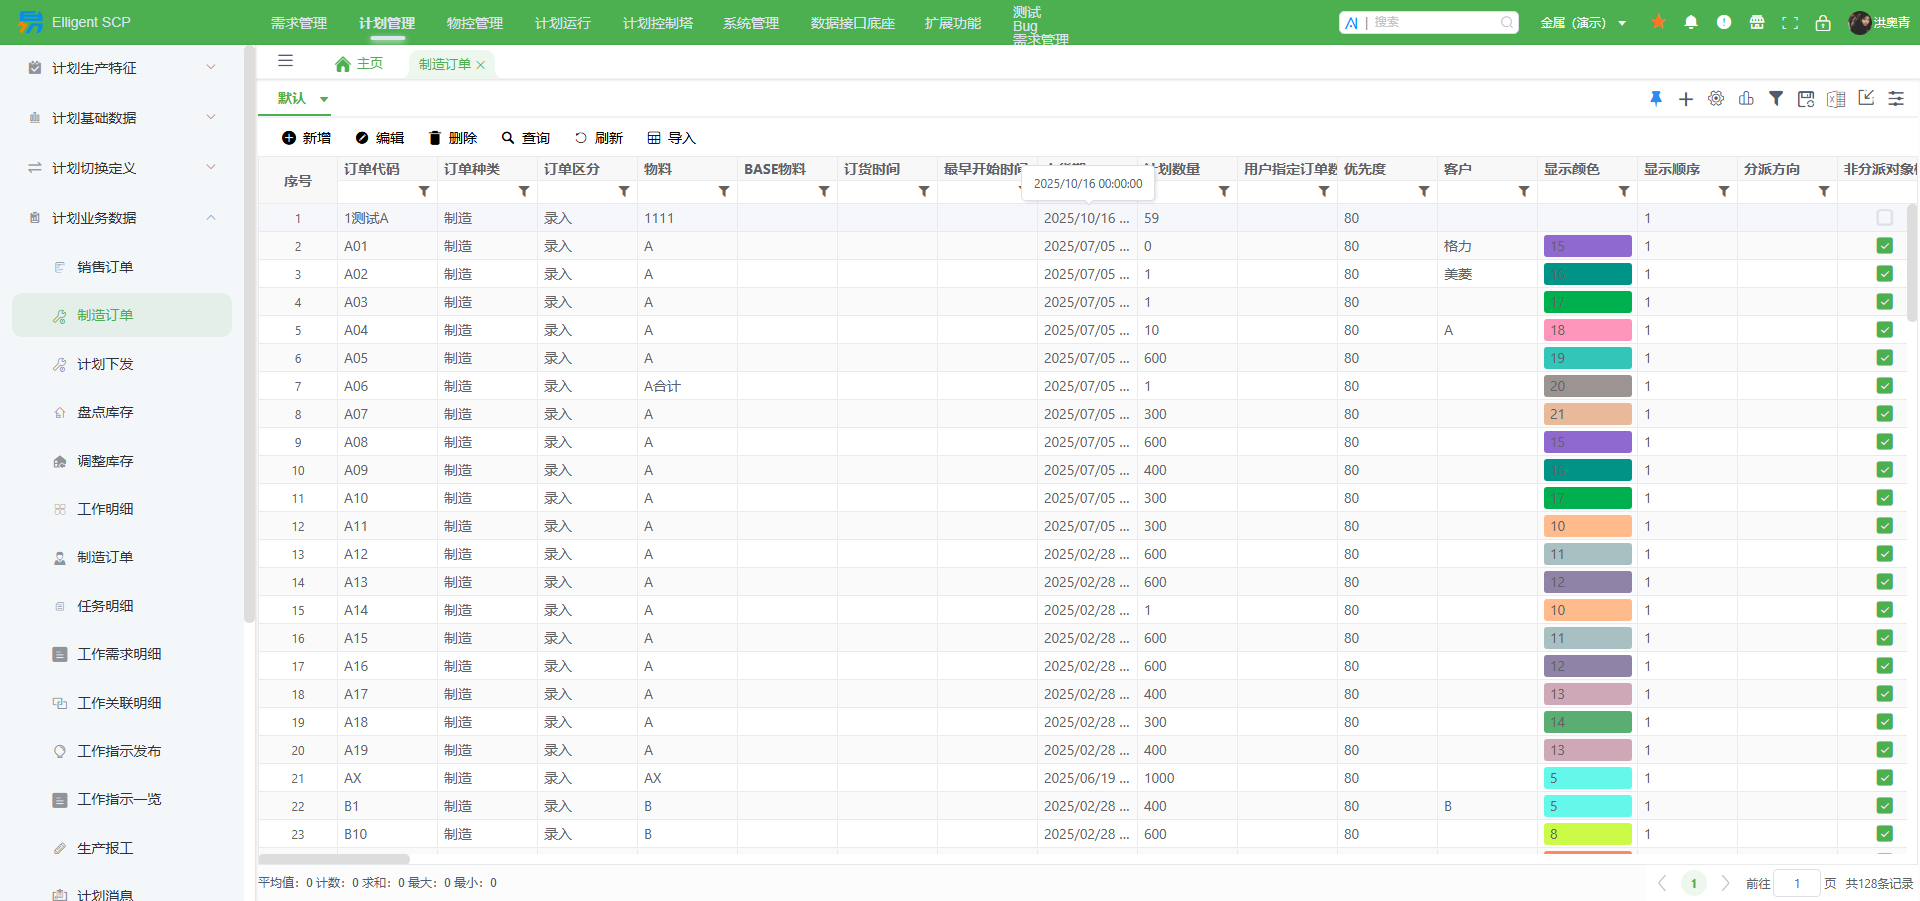 Elligent SCP
需求管理 计划管理 物控管理 计划运行 计划控制塔 系统管理 数据接口底座 扩展功能 测试
Bug
需求管理
AI | 搜索
金属（演示）
洪奥青
计划生产特征
计划基础数据
计划切换定义
计划业务数据
销售订单
制造订单
计划下发
盘点库存
调整库存
工作明细
制造订单
任务明细
工作需求明细
工作关联明细
工作指示发布
工作指示一览
生产报工
计划消息
主页 制造订单
默认
新增 编辑 删除 查询 刷新 导入
序号 订单代码 订单种类 订单区分 物料 BASE物料 订货时间 最早开始时间 计划数量 用户指定订单数 优先度 客户 显示颜色 显示顺序 分派方向 非分派对象
2025/10/16 00:00:00
1 1测试A 制造 录入 1111 2025/10/16 ... 59 80 1
2 A01 制造 录入 A 2025/07/05 ... 0 80 格力 15 1
3 A02 制造 录入 A 2025/07/05 ... 1 80 美菱 16 1
4 A03 制造 录入 A 2025/07/05 ... 1 80 17 1
5 A04 制造 录入 A 2025/07/05 ... 10 80 A 18 1
6 A05 制造 录入 A 2025/07/05 ... 600 80 19 1
7 A06 制造 录入 A合计 2025/07/05 ... 1 80 20 1
8 A07 制造 录入 A 2025/07/05 ... 300 80 21 1
9 A08 制造 录入 A 2025/07/05 ... 600 80 15 1
10 A09 制造 录入 A 2025/07/05 ... 400 80 16 1
11 A10 制造 录入 A 2025/07/05 ... 300 80 17 1
12 A11 制造 录入 A 2025/07/05 ... 300 80 10 1
13 A12 制造 录入 A 2025/02/28 ... 600 80 11 1
14 A13 制造 录入 A 2025/02/28 ... 600 80 12 1
15 A14 制造 录入 A 2025/02/28 ... 1 80 10 1
16 A15 制造 录入 A 2025/02/28 ... 600 80 11 1
17 A16 制造 录入 A 2025/02/28 ... 600 80 12 1
18 A17 制造 录入 A 2025/02/28 ... 400 80 13 1
19 A18 制造 录入 A 2025/02/28 ... 300 80 14 1
20 A19 制造 录入 A 2025/02/28 ... 400 80 13 1
21 AX 制造 录入 AX 2025/06/19 ... 1000 80 5 1
22 B1 制造 录入 B 2025/02/28 ... 400 80 B 5 1
23 B10 制造 录入 B 2025/02/28 ... 600 80 8 1
平均值：0 计数：0 求和：0 最大：0 最小：0
1 前往 1 页 共128条记录